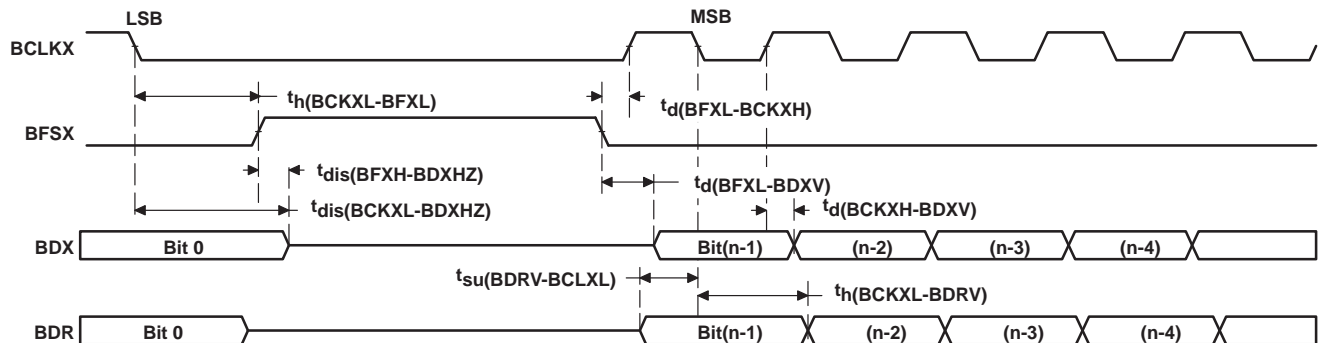 LSB MSB
BCLKX
th(BCKXL-BFXL)
td(BFXL-BCKXH)
BFSX
tdis(BFXH-BDXHZ)
td(BFXL-BDXV)
tdis(BCKXL-BDXHZ)
td(BCKXH-BDXV)
BDX Bit 0 Bit(n-1) (n-2) (n-3) (n-4)
tsu(BDRV-BCLXL)
th(BCKXL-BDRV)
BDR Bit 0 Bit(n-1) (n-2) (n-3) (n-4)